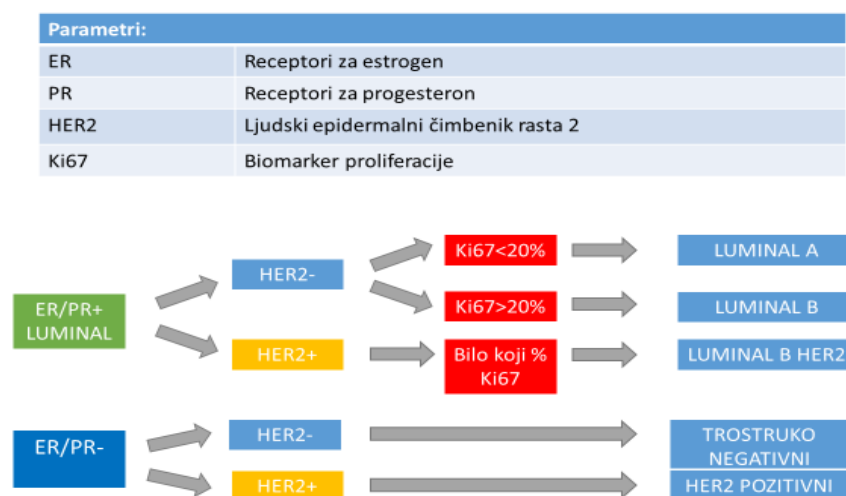 Parametri:
ER Receptori za estrogen
PR Receptori za progesteron
HER2 Ljudski epidermalni čimbenik rasta 2
Ki67 Biomarker proliferacije
ER/PR+
LUMINAL
HER2-
Ki67<20%
LUMINAL A
Ki67>20%
LUMINAL B
HER2+
Bilo koji %
Ki67
LUMINAL B HER2
ER/PR-
HER2-
TROSTRUKO
NEGATIVNI
HER2+
HER2 POZITIVNI